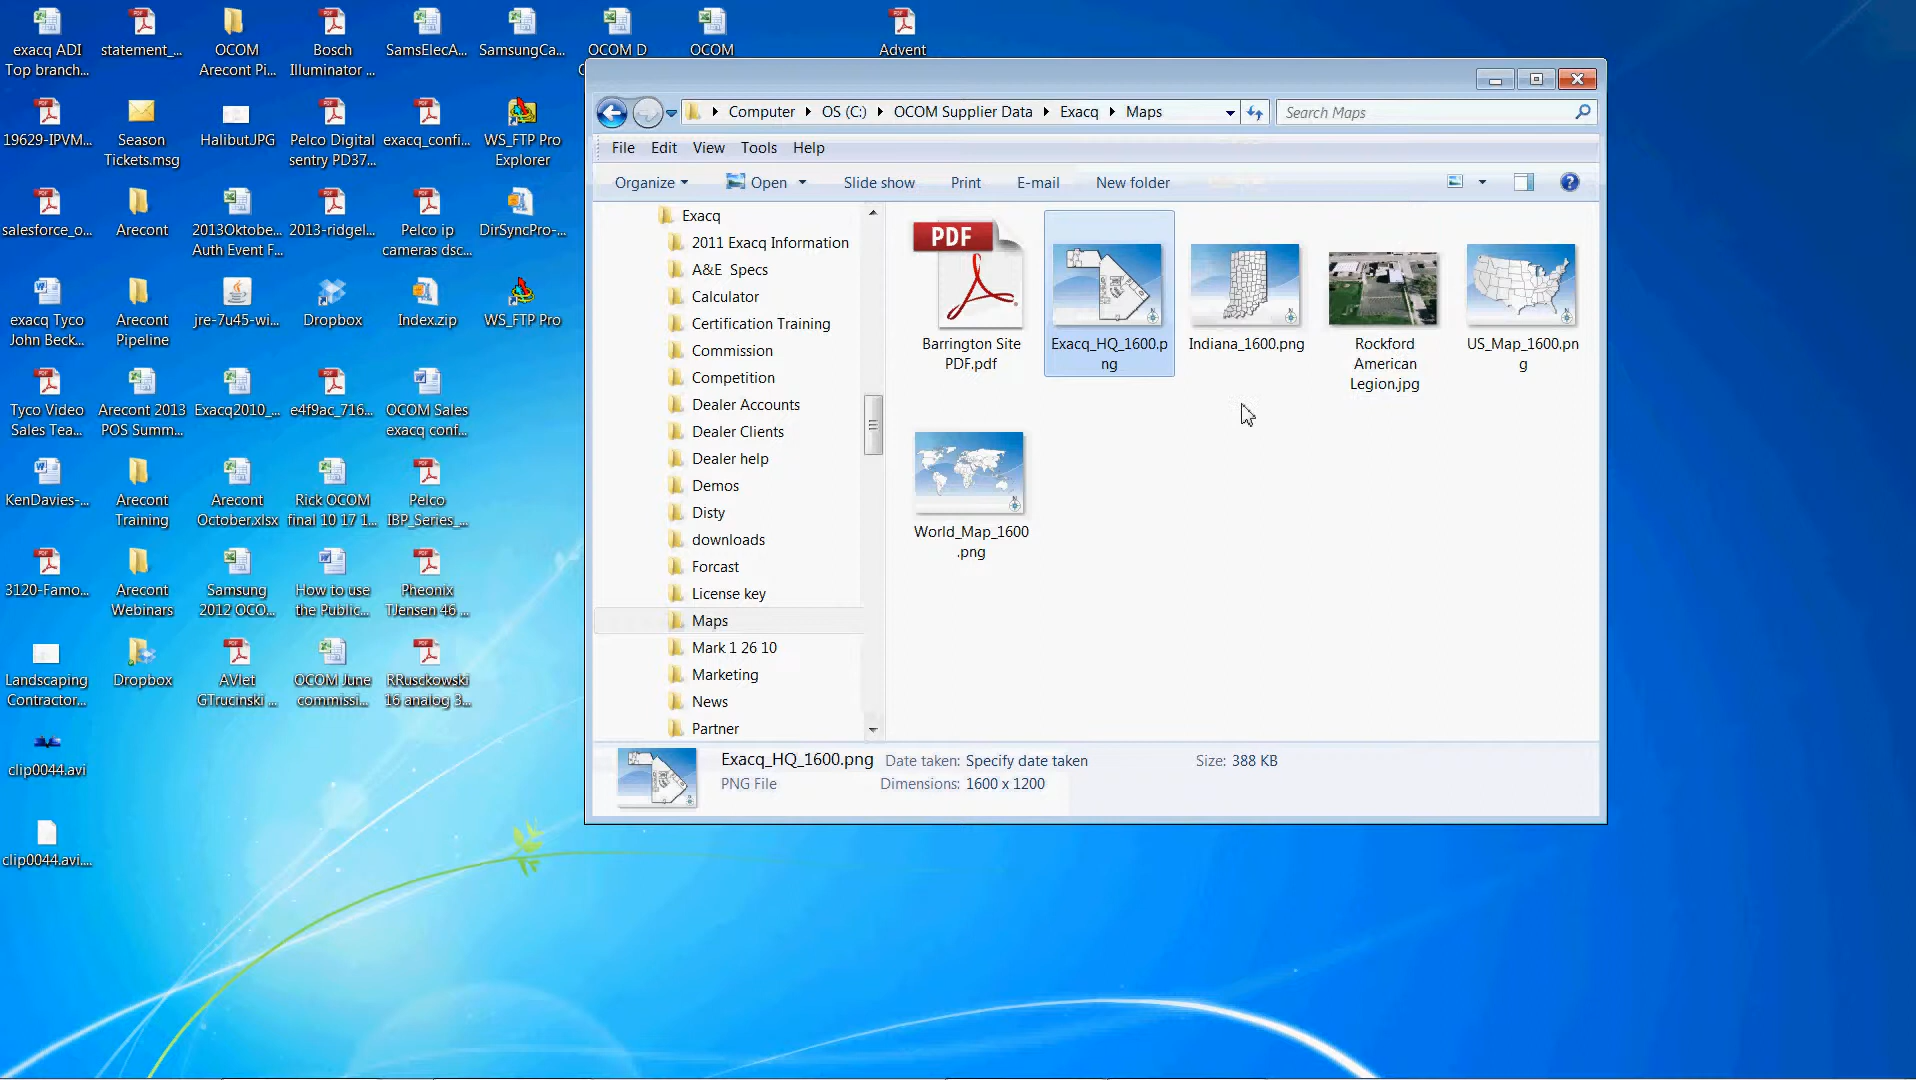 exacq ADI
Top branch...
statement_...
OCOM
Arecont Pi...
Bosch
Illuminator ...
SamsElecA...
SamsungCa...
OCOM D
OCOM
Advent
19629-IPVM...
Season
Tickets.msg
HalibutJPG
Pelco Digital
sentry PD37...
exacq_confi...
WS_FTP Pro
Explorer
salesforce_o...
Arecont
2013Oktobe...
Auth Event F...
2013-ridgel...
Pelco ip
cameras dsc...
DirSyncPro-...
exacq Tyco
John Beck...
Arecont
Pipeline
jre-7u45-wi...
Dropbox
Index.zip
WS_FTP Pro
Tyco Video
Sales Tea...
Arecont 2013
POS Summ...
Exacq2010_...
e4f9ac_716...
OCOM Sales
exacq conf...
KenDavies-...
Arecont
Training
Arecont
October.xlsx
Rick OCOM
final 10 17 1...
Pelco
IBP_Series_...
3120-Famo...
Arecont
Webinars
Samsung
2012 OCO...
How to use
the Public...
Pheonix
TJensen 46 ...
Landscaping
Contractor...
Dropbox
AVIet
GTrucinski ...
OCOM June
commissi...
RRusckowski
16 analog 3...
clip0044.avi
clip0044.avi....
Computer
OS (C:)
OCOM Supplier Data
Exacq
Maps
Search Maps
File Edit View Tools Help
Organize Open Slide show Print E-mail New folder
Exacq
2011 Exacq Information
A&E Specs
Calculator
Certification Training
Commission
Competition
Dealer Accounts
Dealer Clients
Dealer help
Demos
Disty
downloads
Forcast
License key
Maps
Mark 1 26 10
Marketing
News
Partner
PDF
Barrington Site
PDF.pdf
Exacq_HQ_1600.p
ng
Indiana_1600.png
Rockford
American
Legion.jpg
US_Map_1600.pn
g
World_Map_1600
.png
Exacq_HQ_1600.png Date taken: Specify date taken Size: 388 KB
PNG File Dimensions: 1600 x 1200